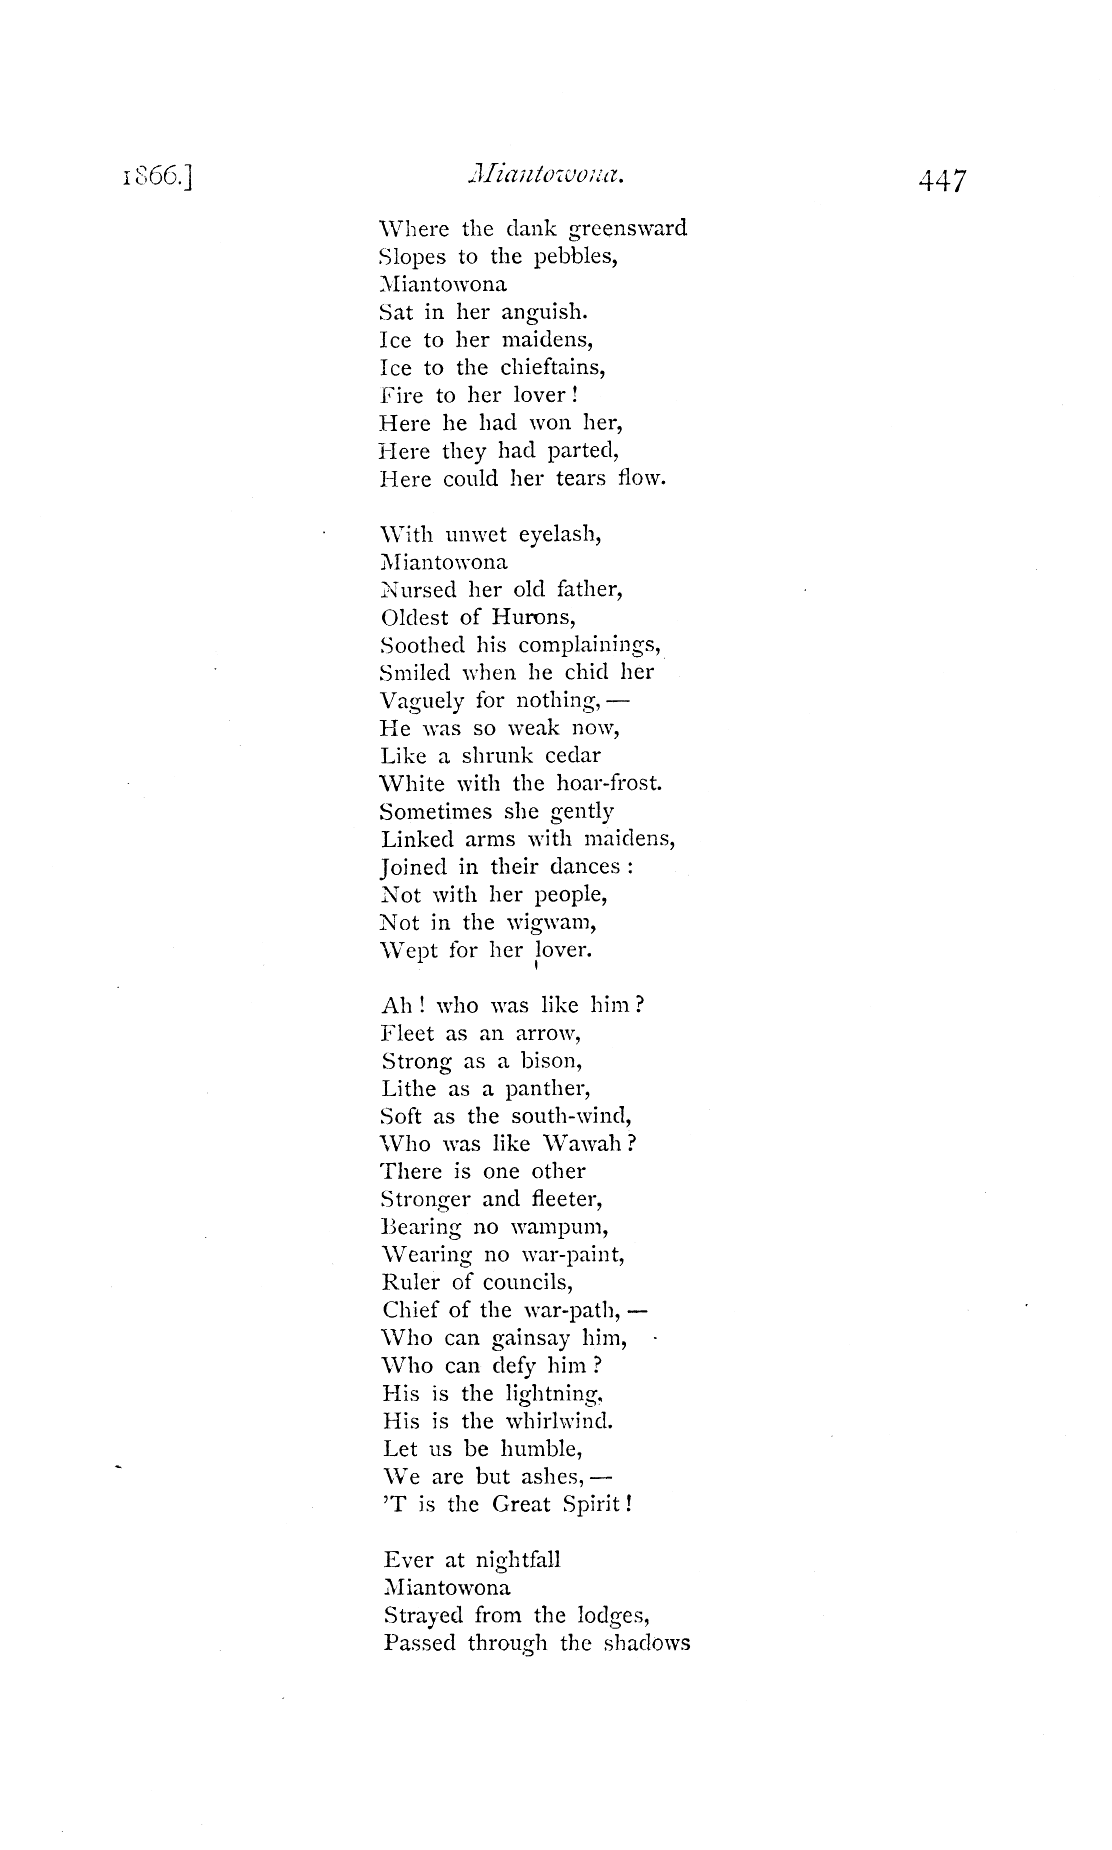 1866.] Miantowona. 447
Where the dank greensward
Slopes to the pebbles,
Miantowona
Sat in her anguish.
Ice to her maidens,
Ice to the chieftains,
Fire to her lover!
Here he had won her,
Here they had parted,
Here could her tears flow.

With unwet eyelash,
Miantowona
Nursed her old father,
Oldest of Hurons,
Soothed his complainings,
Smiled when he chid her
Vaguely for nothing, —
He was so weak now,
Like a shrunk cedar
White with the hoar-frost.
Sometimes she gently
Linked arms with maidens,
Joined in their dances:
Not with her people,
Not in the wigwam,
Wept for her lover.

Ah! who was like him?
Fleet as an arrow,
Strong as a bison,
Lithe as a panther,
Soft as the south-wind,
Who was like Wawah?
There is one other
Stronger and fleeter,
Bearing no wampum,
Wearing no war-paint,
Ruler of councils,
Chief of the war-path, —
Who can gainsay him,
Who can defy him?
His is the lightning,
His is the whirlwind.
Let us be humble,
We are but ashes, —
'T is the Great Spirit!

Ever at nightfall
Miantowona
Strayed from the lodges,
Passed through the shadows